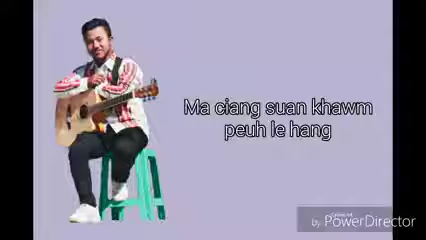 Ma ciang suan khawm
peuh le hang
by PowerDirector